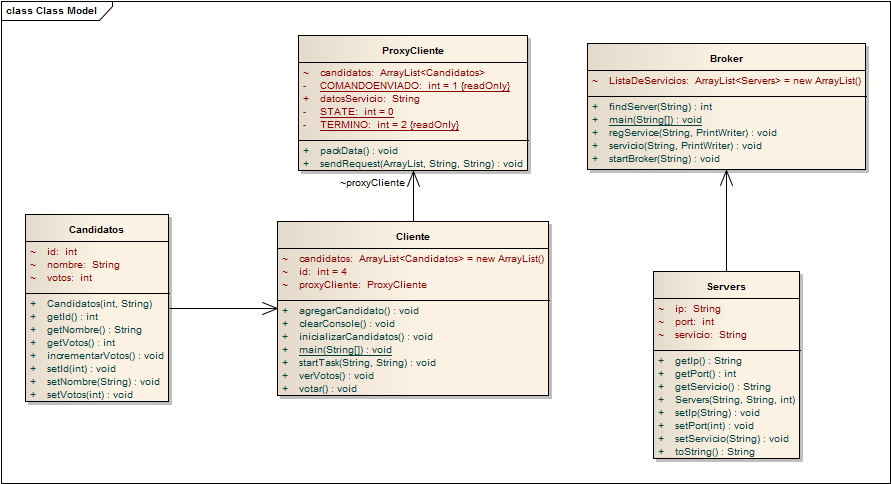 class Class Model
ProxyCliente
~ candidatos: ArrayList<Candidatos>
- COMANDOENVIADO: int = 1 {readOnly}
+ datosServicio: String
- STATE: int = 0
- TERMINO: int = 2 {readOnly}
+ packData() : void
+ sendRequest(ArrayList, String, String) : void
Broker
~ ListaDeServicios: ArrayList<Servers> = new ArrayList()
+ findServer(String) : int
+ main(String[]) : void
+ regService(String, PrintWriter) : void
+ servicio(String, PrintWriter) : void
+ startBroker(String) : void
~proxyCliente
Candidatos
~ id: int
~ nombre: String
~ votos: int
+ Candidatos(int, String)
+ getId() : int
+ getNombre() : String
+ getVotos() : int
+ incrementarVotos() : void
+ setId(int) : void
+ setNombre(String) : void
+ setVotos(int) : void
Cliente
~ candidatos: ArrayList<Candidatos> = new ArrayList()
~ id: int = 4
~ proxyCliente: ProxyCliente
+ agregarCandidato() : void
+ clearConsole() : void
+ inicializarCandidatos() : void
+ main(String[]) : void
+ startTask(String, String) : void
+ verVotos() : void
+ votar() : void
Servers
~ ip: String
~ port: int
~ servicio: String
+ getIp() : String
+ getPort() : int
+ getServicio() : String
+ Servers(String, String, int)
+ setIp(String) : void
+ setPort(int) : void
+ setServicio(String) : void
+ toString() : String